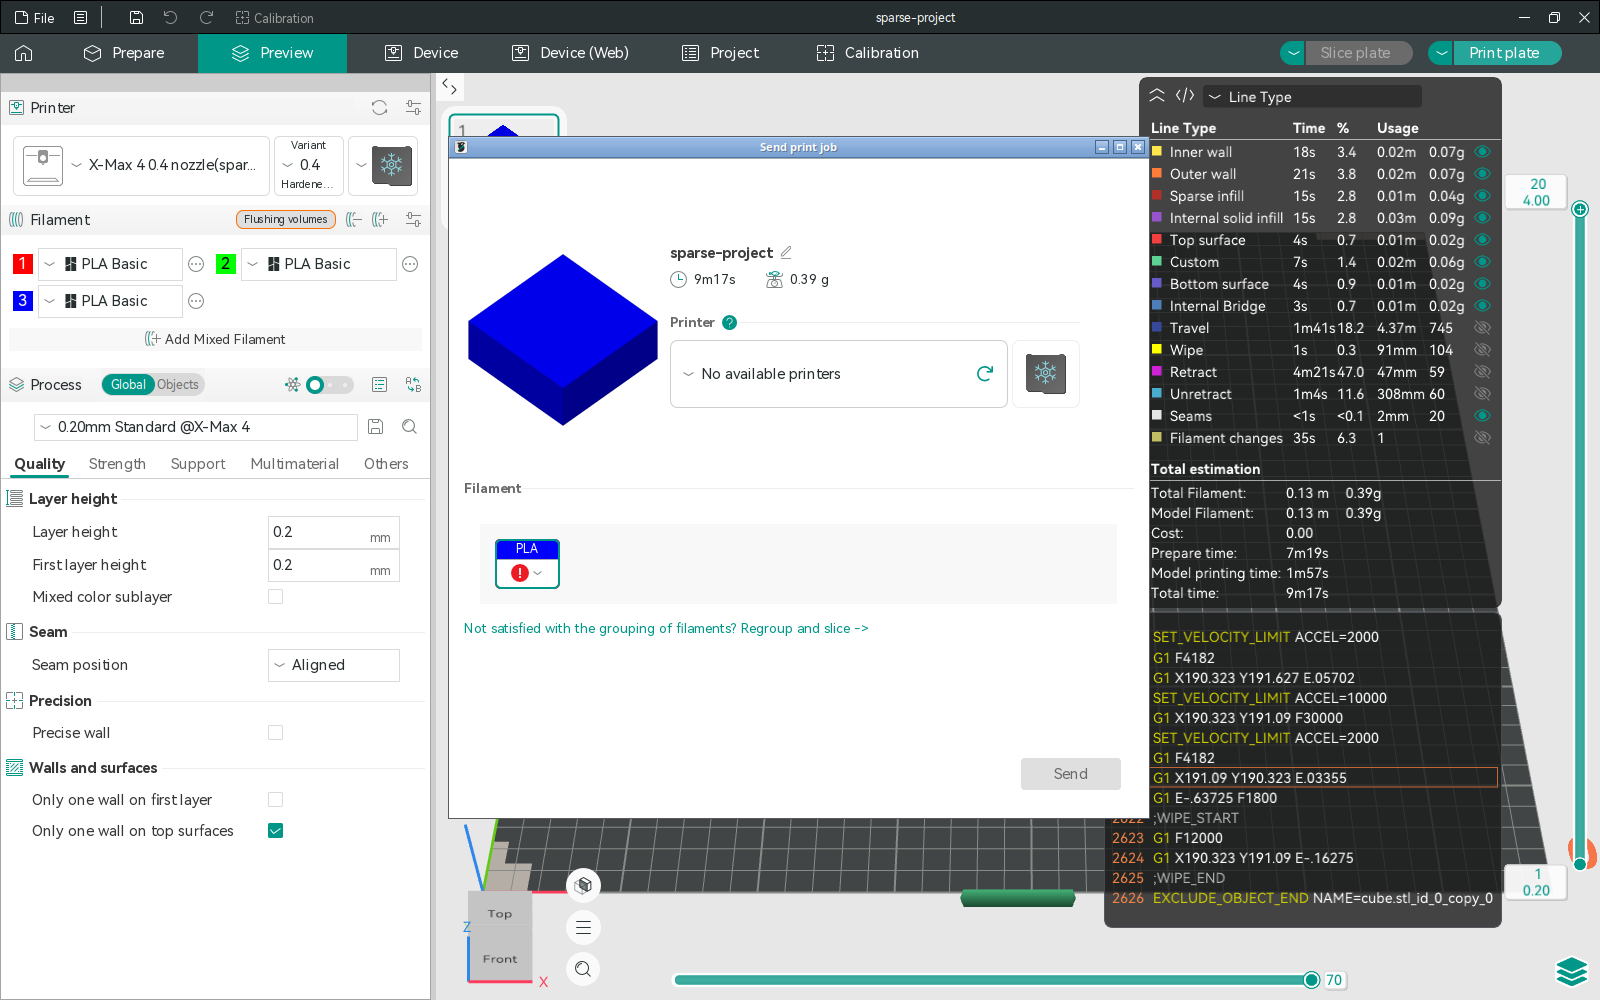 File
Calibration
sparse-project
Prepare
Preview
Device
Device (Web)
Project
Calibration
Slice plate
Print plate
Printer
X-Max 4 0.4 nozzle(spar...
Variant
0.4
Hardene...
Filament
Flushing volumes
1 PLA Basic
2 PLA Basic
3 PLA Basic
Add Mixed Filament
Process
Global Objects
0.20mm Standard @X-Max 4
Quality Strength Support Multimaterial Others
Layer height
Layer height 0.2 mm
First layer height 0.2 mm
Mixed color sublayer
Seam
Seam position Aligned
Precision
Precise wall
Walls and surfaces
Only one wall on first layer
Only one wall on top surfaces
1
Send print job
sparse-project
9m17s 0.39 g
Printer ?
No available printers
Filament
PLA
Not satisfied with the grouping of filaments? Regroup and slice ->
Send
Line Type
Line Type Time % Usage
Inner wall 18s 3.4 0.02m 0.07g
Outer wall 21s 3.8 0.02m 0.07g
Sparse infill 15s 2.8 0.01m 0.04g
Internal solid infill 15s 2.8 0.03m 0.09g
Top surface 4s 0.7 0.01m 0.02g
Custom 7s 1.4 0.02m 0.06g
Bottom surface 4s 0.9 0.01m 0.02g
Internal Bridge 3s 0.7 0.01m 0.02g
Travel 1m41s 18.2 4.37m 745
Wipe 1s 0.3 91mm 104
Retract 4m21s 47.0 47mm 59
Unretract 1m4s 11.6 308mm 60
Seams <1s <0.1 2mm 20
Filament changes 35s 6.3 1
Total estimation
Total Filament: 0.13 m 0.39g
Model Filament: 0.13 m 0.39g
Cost: 0.00
Prepare time: 7m19s
Model printing time: 1m57s
Total time: 9m17s
SET_VELOCITY_LIMIT ACCEL=2000
G1 F4182
G1 X190.323 Y191.627 E.05702
SET_VELOCITY_LIMIT ACCEL=10000
G1 X190.323 Y191.09 F30000
SET_VELOCITY_LIMIT ACCEL=2000
G1 F4182
G1 X191.09 Y190.323 E.03355
G1 E-.63725 F1800
2622 ;WIPE_START
2623 G1 F12000
2624 G1 X190.323 Y191.09 E-.16275
2625 ;WIPE_END
2626 EXCLUDE_OBJECT_END NAME=cube.stl_id_0_copy_0
20
4.00
1
0.20
Top
Front
Z
X
70